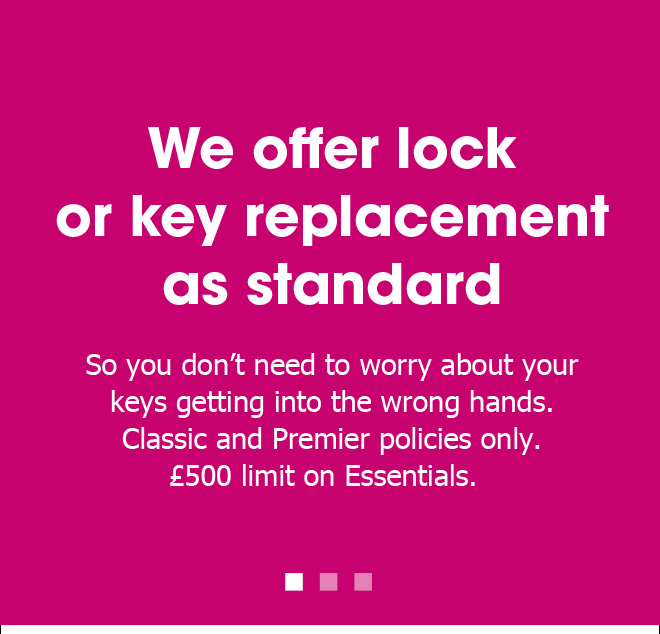 We offer lock
or key replacement
as standard
So you don’t need to worry about your
keys getting into the wrong hands.
Classic and Premier policies only.
£500 limit on Essentials.